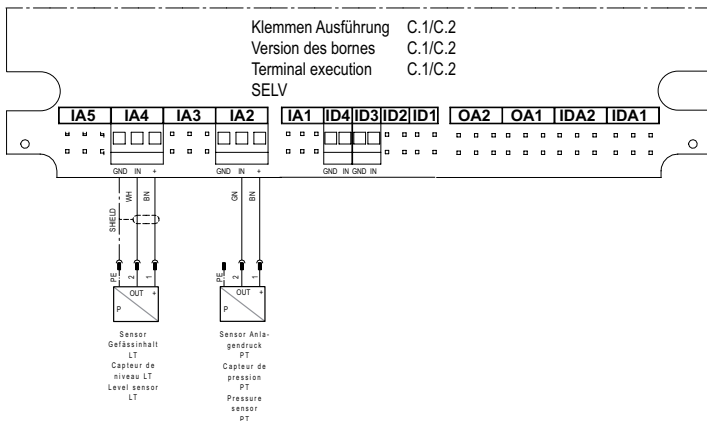 Klemmen Ausführung C.1/C.2
Version des bornes C.1/C.2
Terminal execution C.1/C.2
SELV
IA5 IA4 IA3 IA2 IA1 ID4 ID3 ID2 ID1 OA2 OA1 IDA2 IDA1
GND IN + GND IN + GND IN GND IN
SHIELD WH BN GN BN
PE 2 1 PE 2 1
OUT + OUT +
P P
Sensor
Gefässinhalt
LT
Capteur de
niveau LT
Level sensor
LT
Sensor Anla-
gendruck
PT
Capteur de
pression
PT
Pressure
sensor
PT